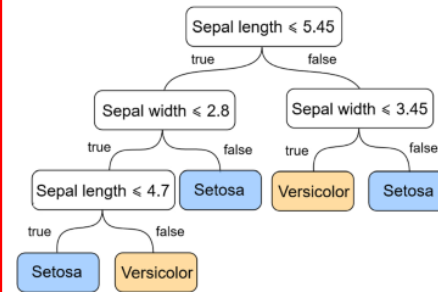 Sepal length ⩽ 5.45
true
false
Sepal width ⩽ 2.8
Sepal width ⩽ 3.45
true
false
true
false
Sepal length ⩽ 4.7
Setosa
Versicolor
Setosa
true
false
Setosa
Versicolor